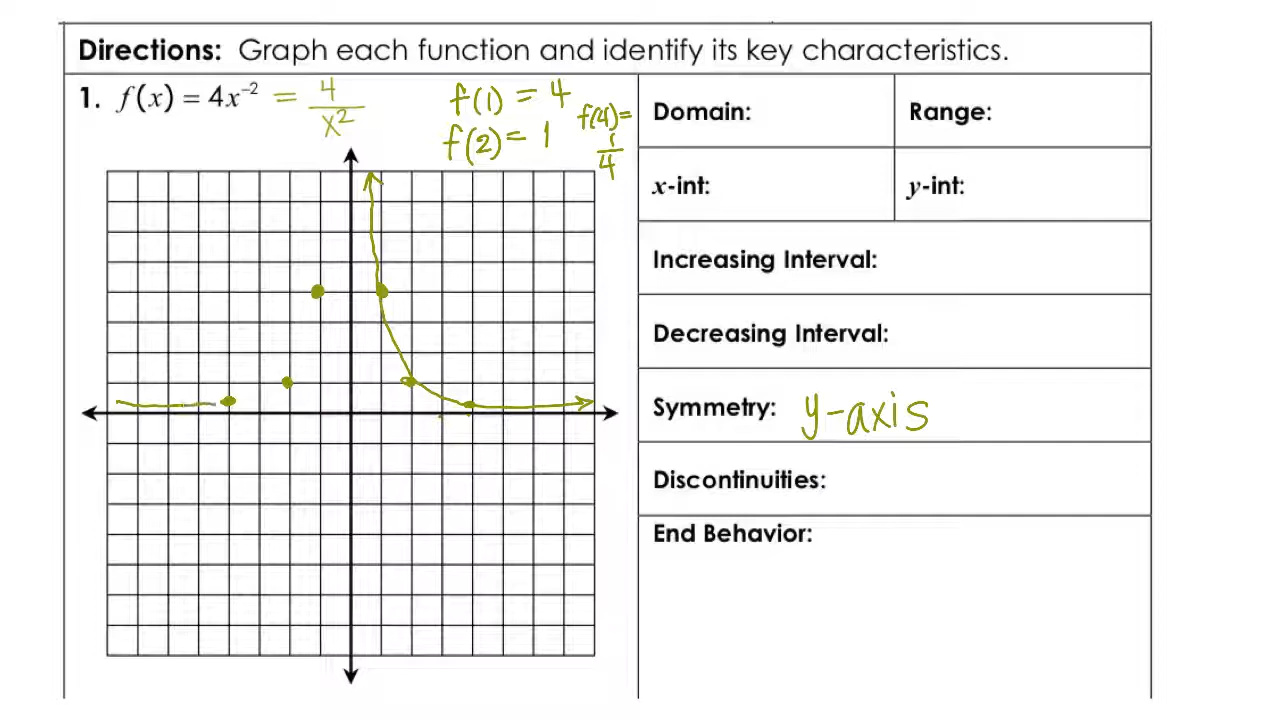 Directions: Graph each function and identify its key characteristics.
1. f(x) = 4x⁻² = 4/x²
f(1) = 4
f(2) = 1
f(4) = 1/4
Domain:
Range:
x-int:
y-int:
Increasing Interval:
Decreasing Interval:
Symmetry: y-axis
Discontinuities:
End Behavior: